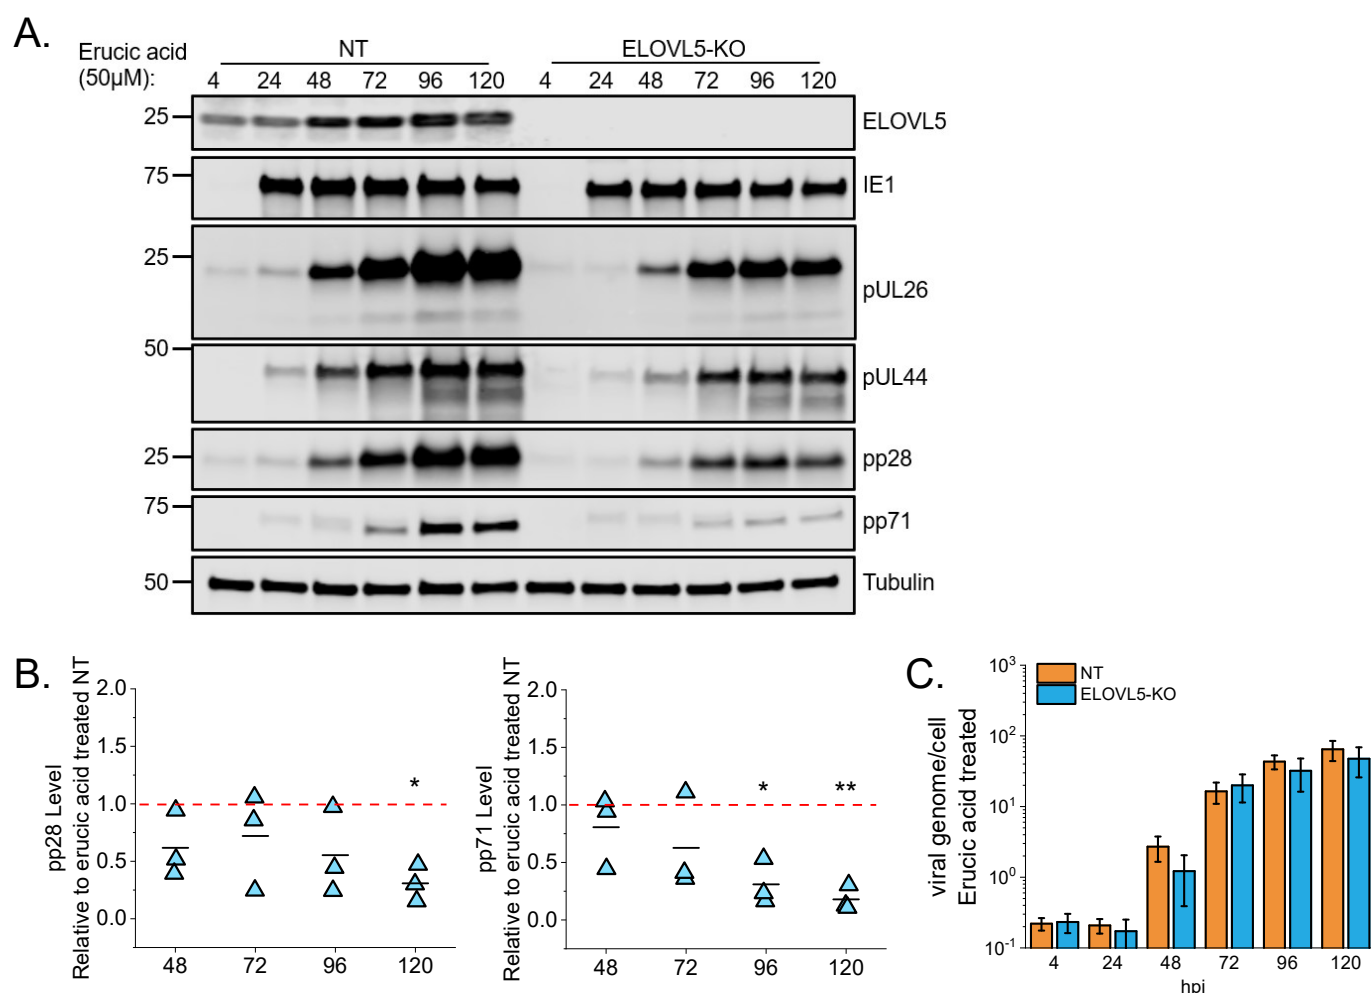 A.
Erucic acid
(50µM):
NT
ELOVL5-KO
4 24 48 72 96 120 4 24 48 72 96 120
25
ELOVL5
75
IE1
25
pUL26
50
pUL44
25
pp28
75
pp71
50
Tubulin
B.
pp28 Level
Relative to erucic acid treated NT
2.0
1.5
1.0
0.5
0.0
*
48 72 96 120
pp71 Level
Relative to erucic acid treated NT
2.0
1.5
1.0
0.5
0.0
* **
48 72 96 120
C.
viral genome/cell
Erucic acid treated
NT
ELOVL5-KO
10³
10²
10¹
10⁰
10⁻¹
4 24 48 72 96 120
hpi